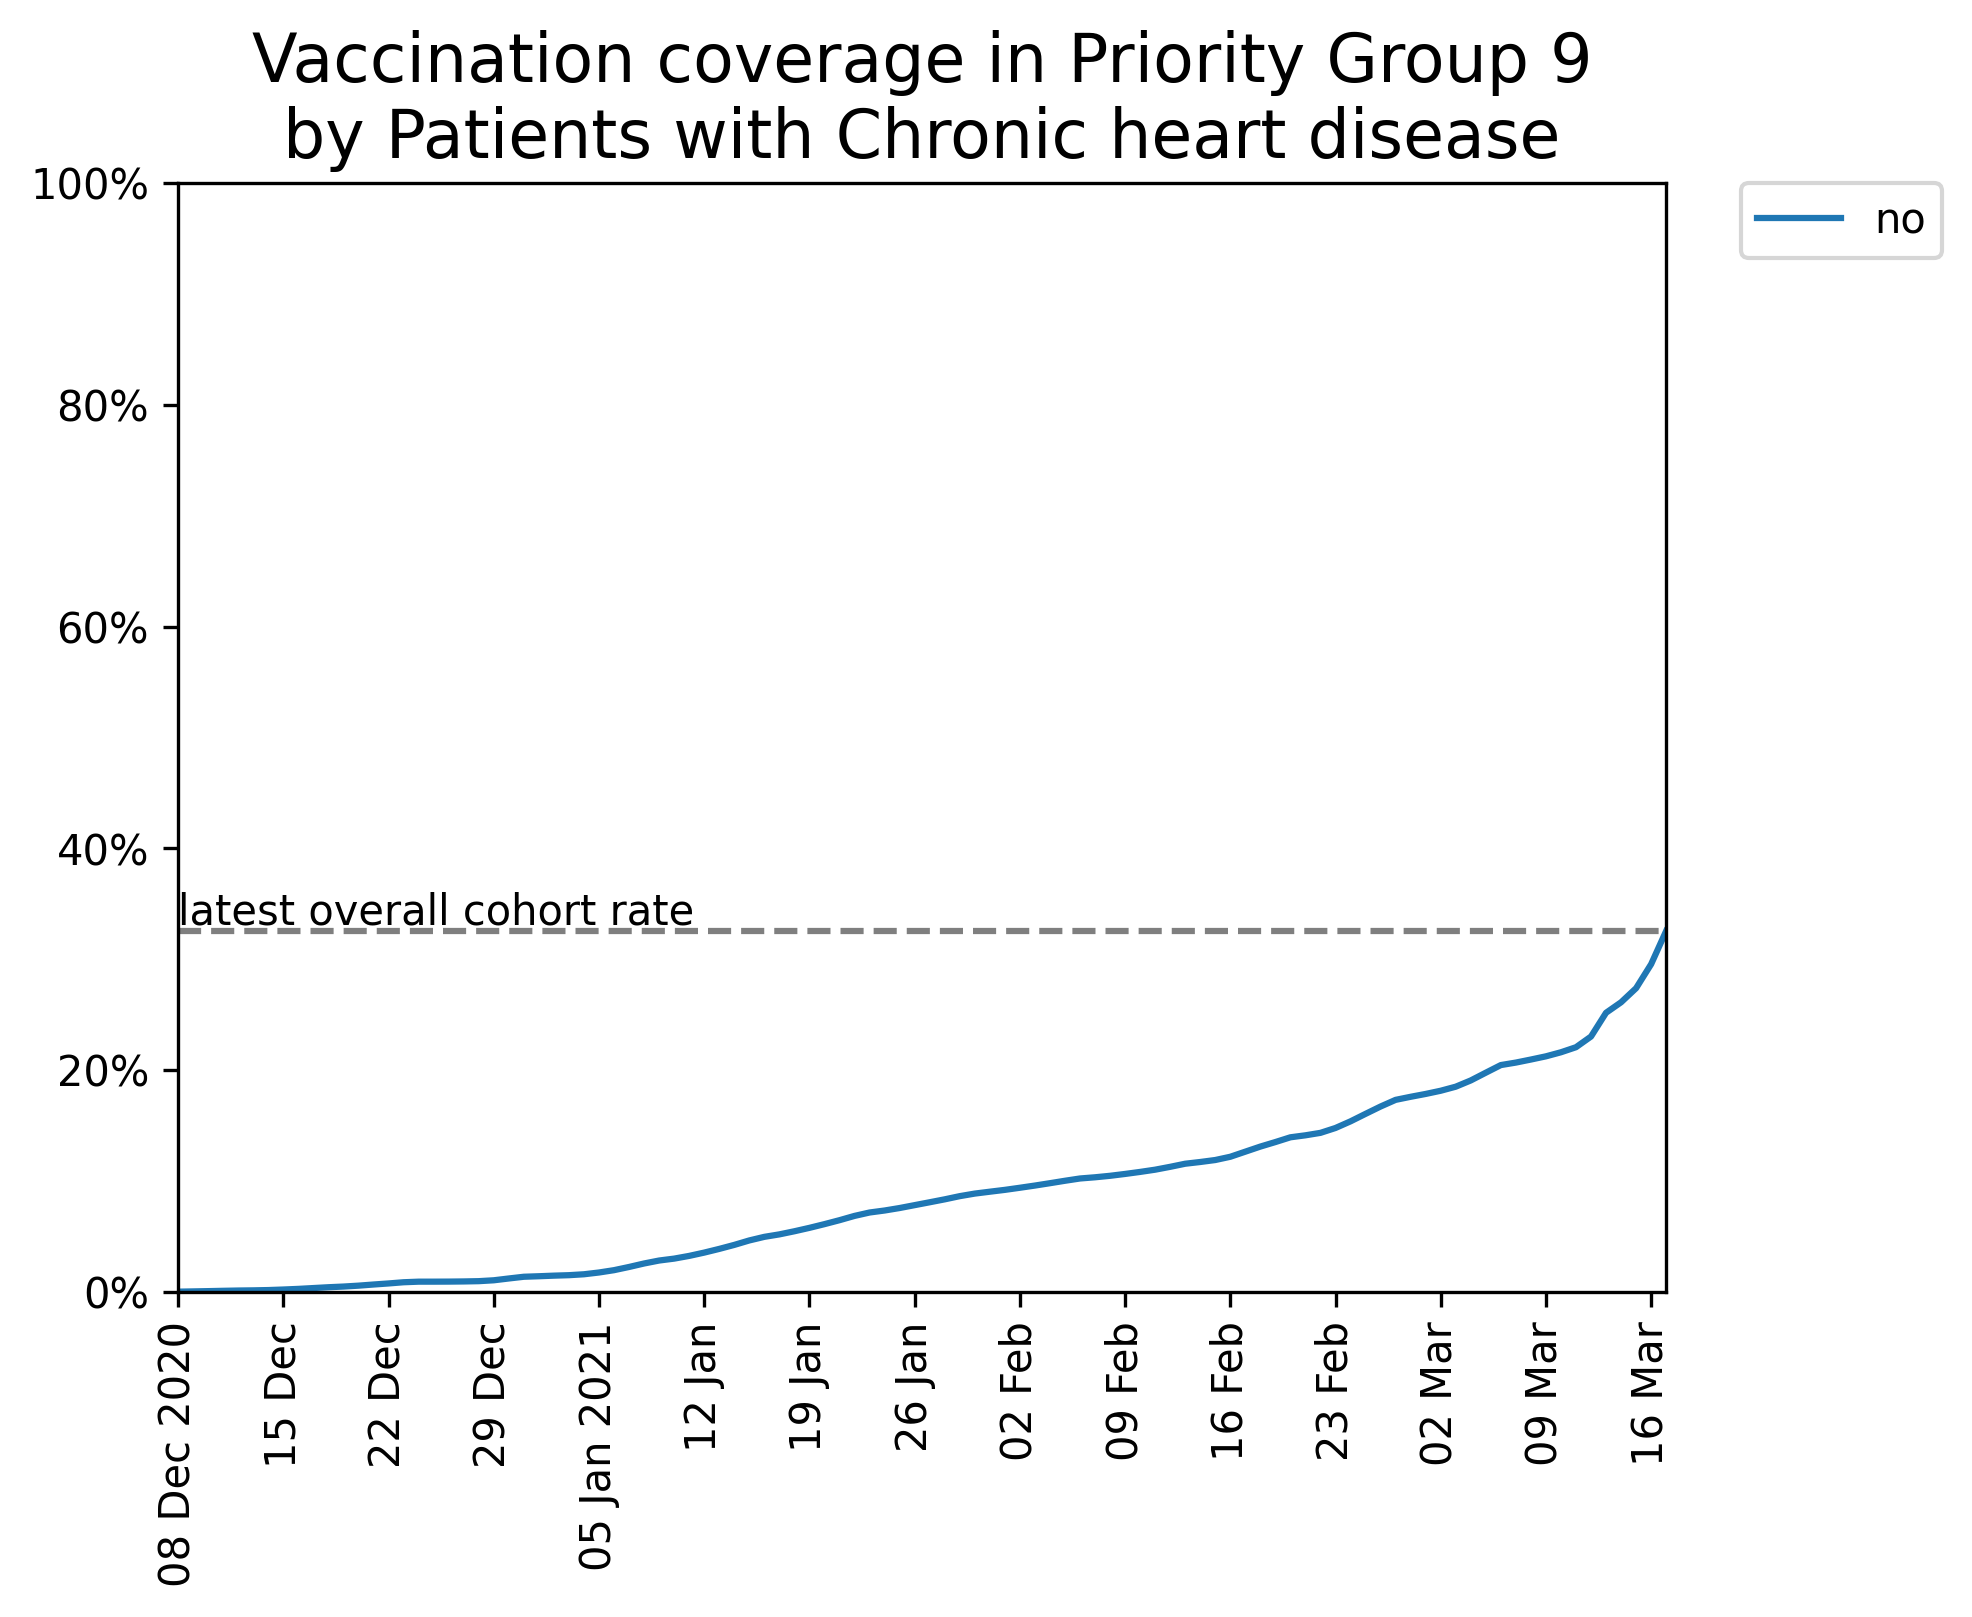 Vaccination coverage in Priority Group 9
by Patients with Chronic heart disease
100%
80%
60%
40%
20%
0%
latest overall cohort rate
no
08 Dec 2020
15 Dec
22 Dec
29 Dec
05 Jan 2021
12 Jan
19 Jan
26 Jan
02 Feb
09 Feb
16 Feb
23 Feb
02 Mar
09 Mar
16 Mar